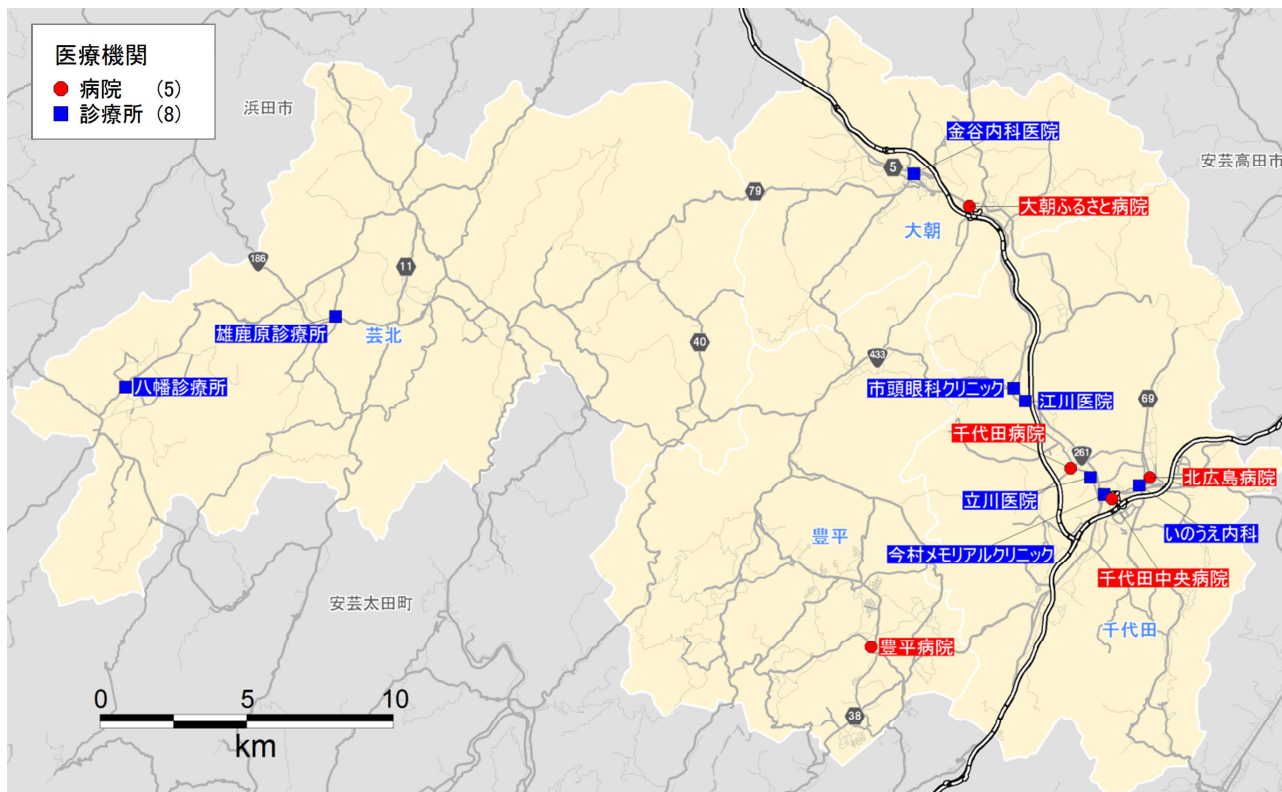 医療機関
病院 (5)
診療所 (8)
浜田市
金谷内科医院
安芸高田市
5
79
大朝ふるさと病院
大朝
186
11
雄鹿原診療所
芸北
40
433
八幡診療所
市頭眼科クリニック
江川医院
69
千代田病院
261
北広島病院
立川医院
いのうえ内科
豊平
今村メモリアルクリニック
千代田中央病院
安芸太田町
千代田
豊平病院
0 5 10
km
38